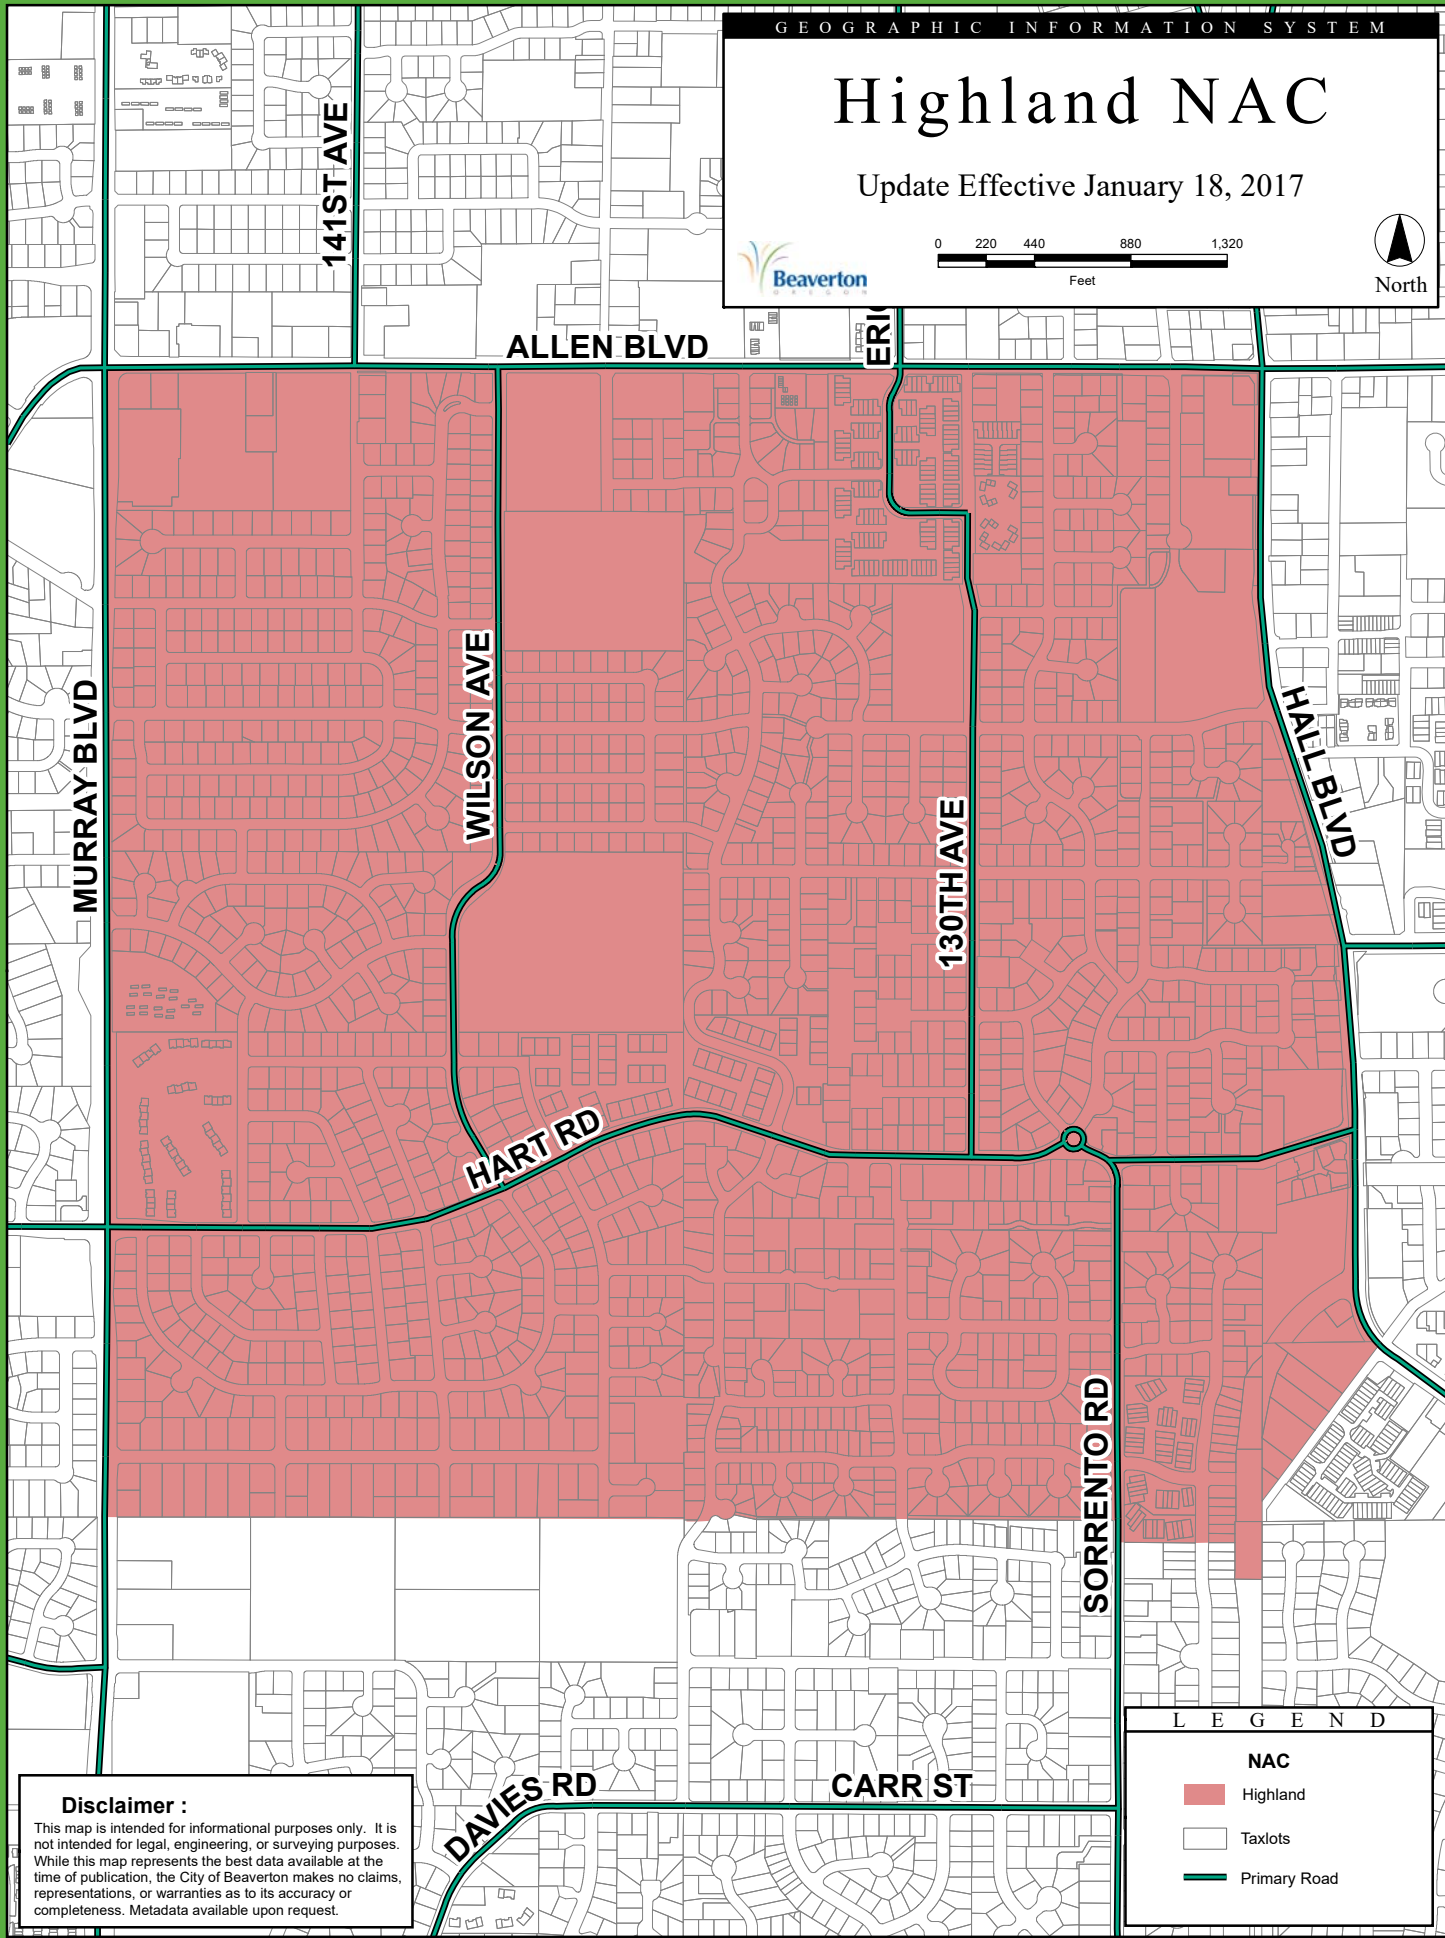 GEOGRAPHIC INFORMATION SYSTEM
Highland NAC
Update Effective January 18, 2017
0 220 440 880 1,320
Feet
Beaverton
OREGON
North
141ST AVE
ALLEN BLVD
ERIC
MURRAY BLVD
WILSON AVE
130TH AVE
HALL BLVD
HART RD
SORRENTO RD
DAVIES RD
CARR ST
LEGEND
NAC
Highland
Taxlots
Primary Road
Disclaimer :
This map is intended for informational purposes only. It is
not intended for legal, engineering, or surveying purposes.
While this map represents the best data available at the
time of publication, the City of Beaverton makes no claims,
representations, or warranties as to its accuracy or
completeness. Metadata available upon request.